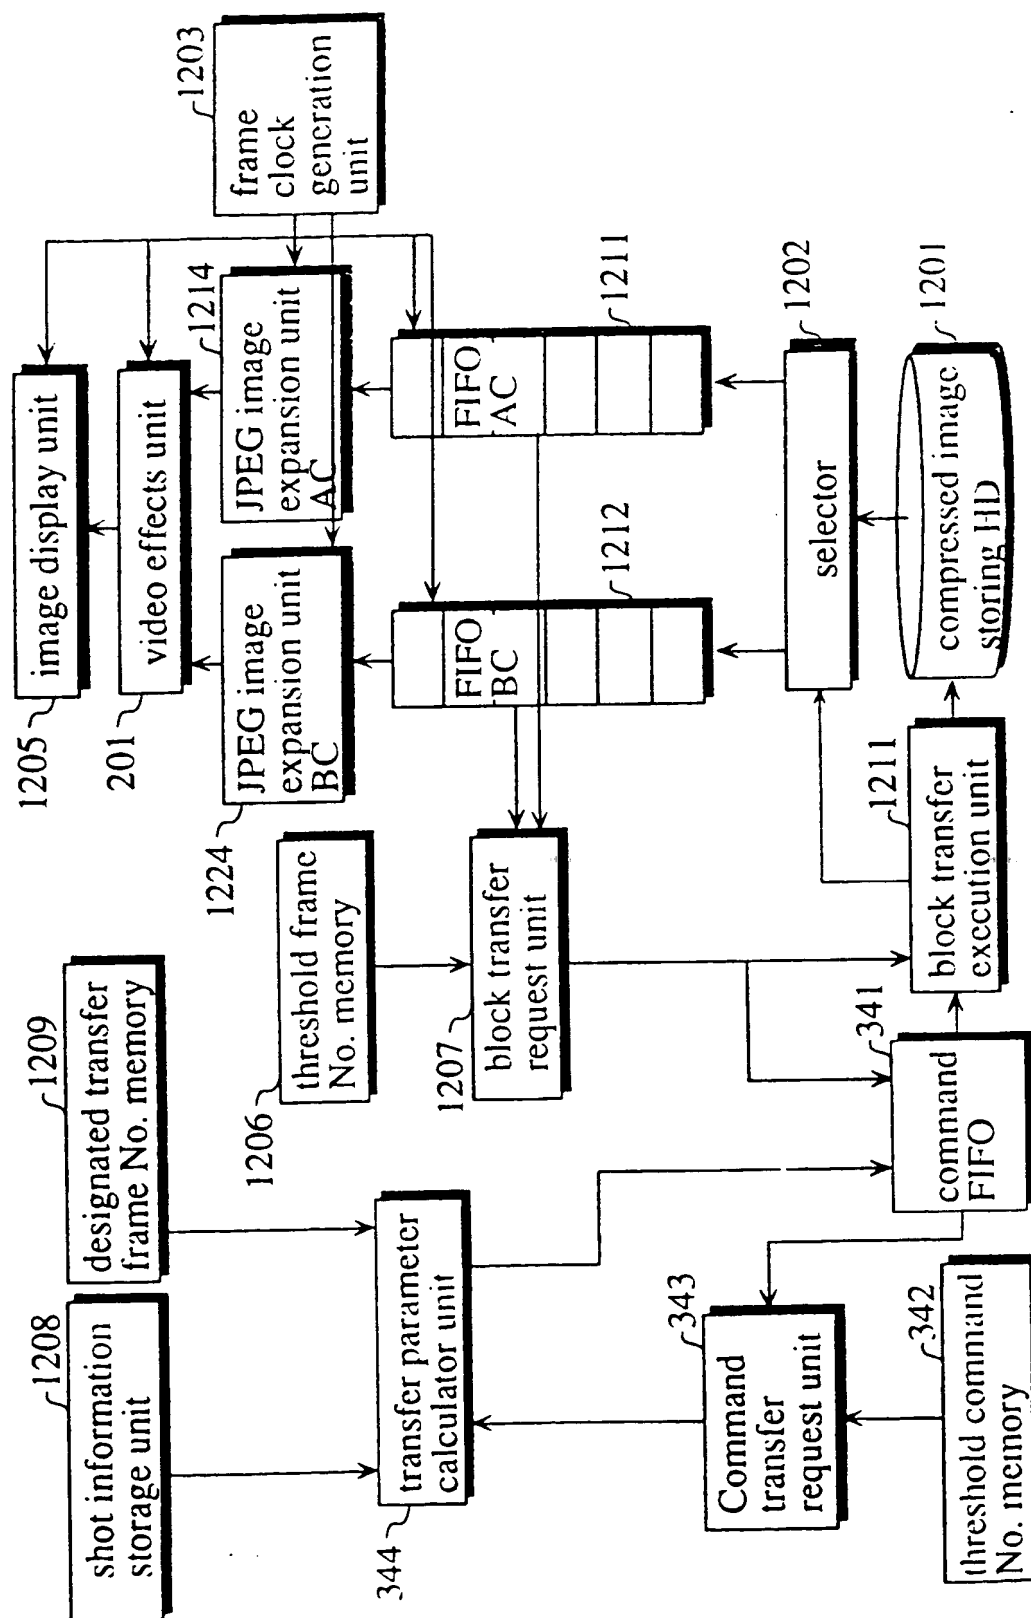 1208
shot information
storage unit
1209
designated transfer
frame No. memory
344
transfer parameter
calculator unit
343
Command
transfer
request unit
342
threshold command
No. memory
341
command
FIFO
1206
threshold frame
No. memory
1207
block transfer
request unit
1211
block transfer
execution unit
1205
image display unit
201
video effects unit
1224
JPEG image
expansion unit
BC
1214
JPEG image
expansion unit
AC
1203
frame
clock
generation
unit
1212
FIFO
BC
1211
FIFO
AC
1202
selector
1201
compressed image
storing HD